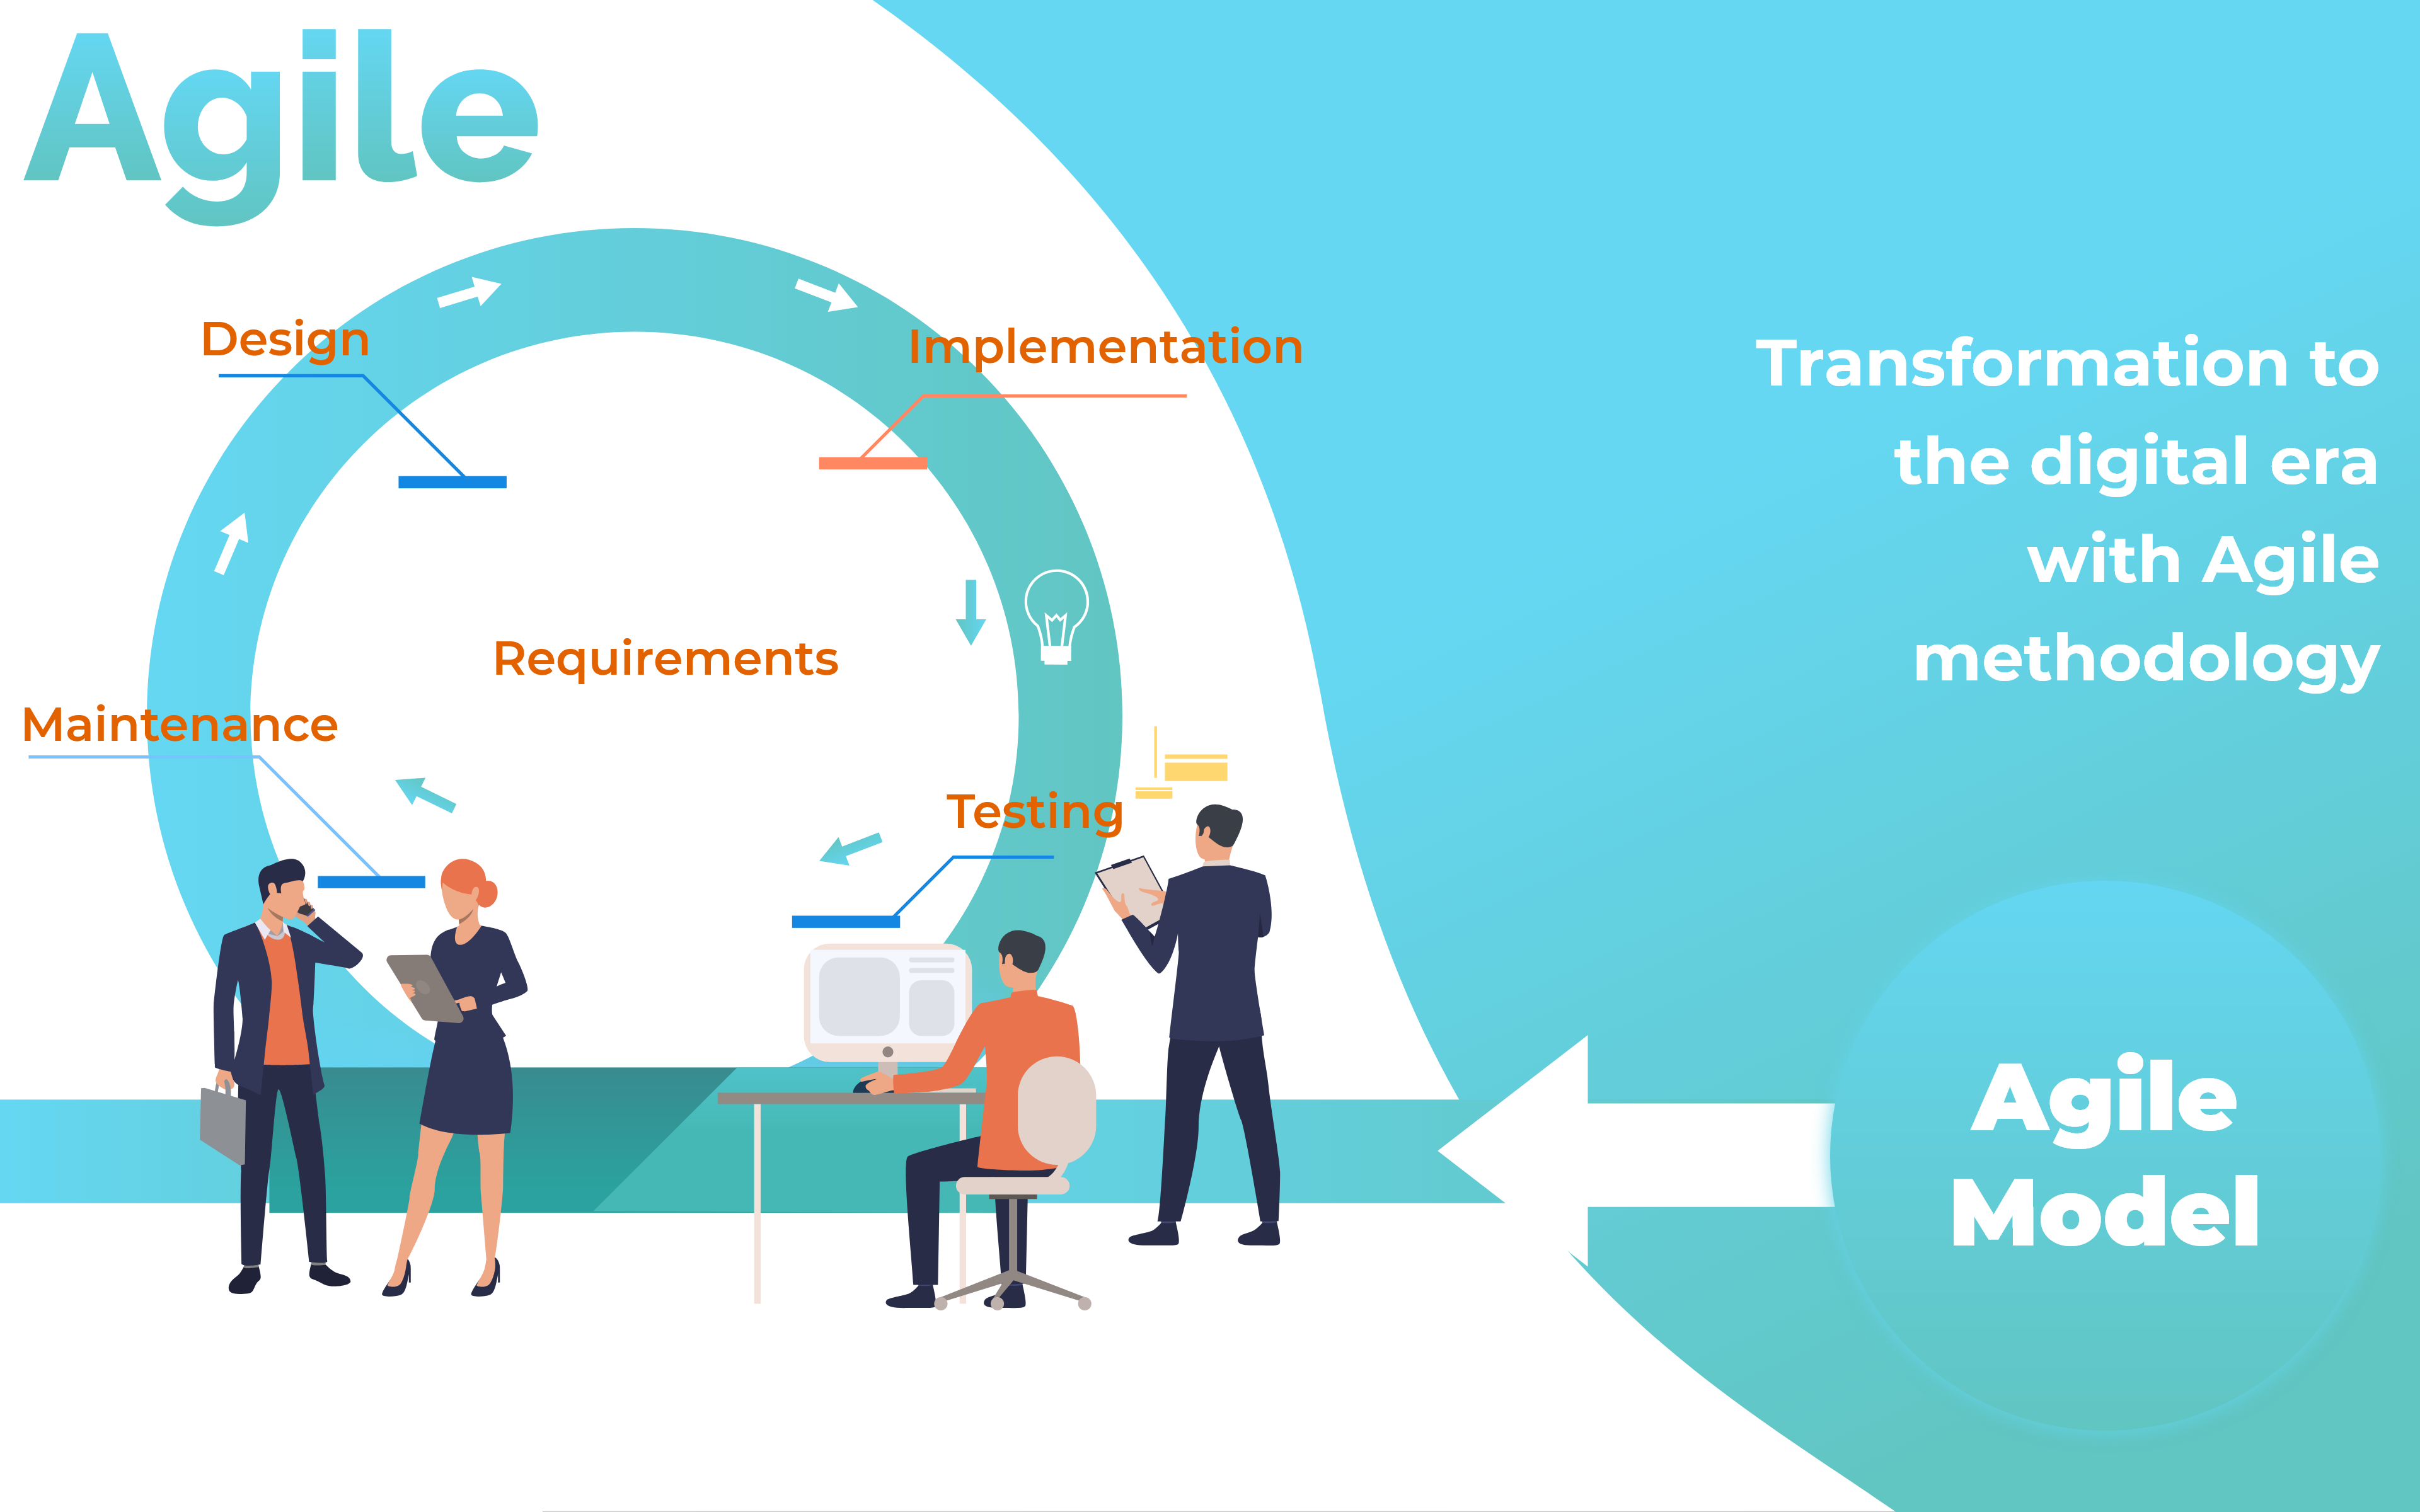 Agile
Design
Implementation
Requirements
Maintenance
Testing
Transformation to
the digital era
with Agile
methodology
Agile
Model